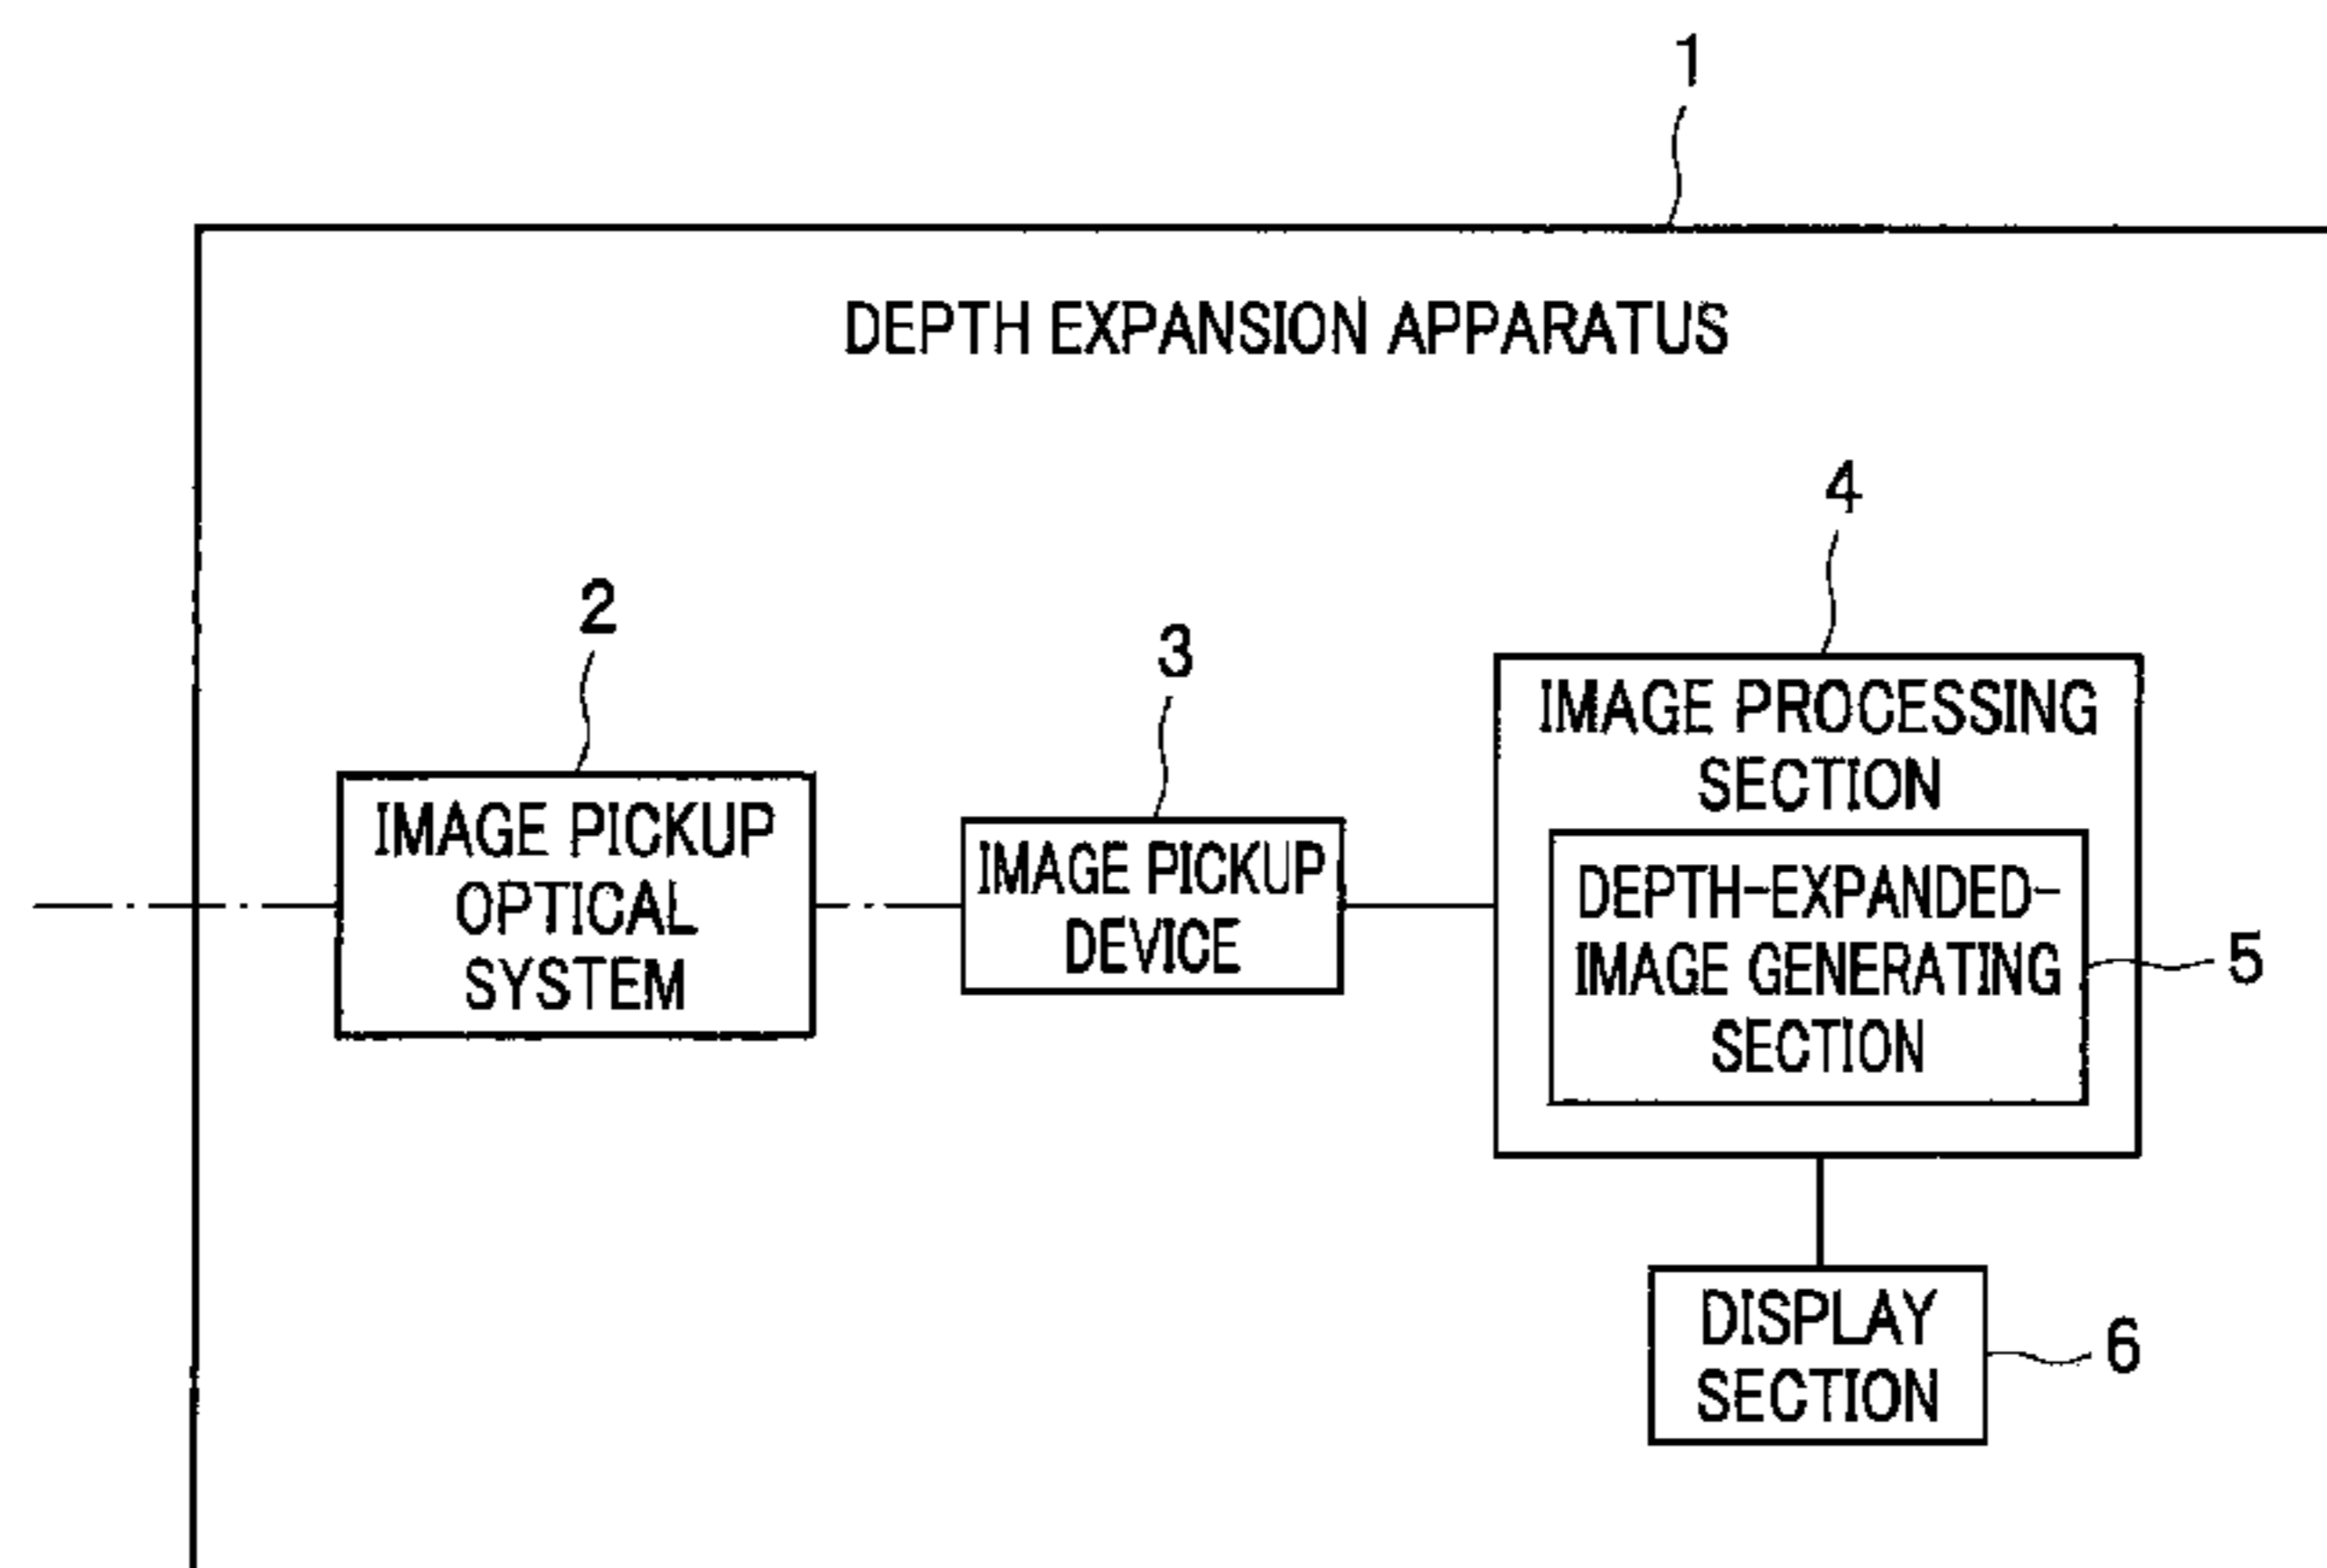 1
DEPTH EXPANSION APPARATUS
2
IMAGE PICKUP
OPTICAL
SYSTEM
3
IMAGE PICKUP
DEVICE
4
IMAGE PROCESSING
SECTION
DEPTH-EXPANDED-
IMAGE GENERATING
SECTION
5
DISPLAY
SECTION
6